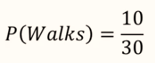 P(Walks) = 10/30